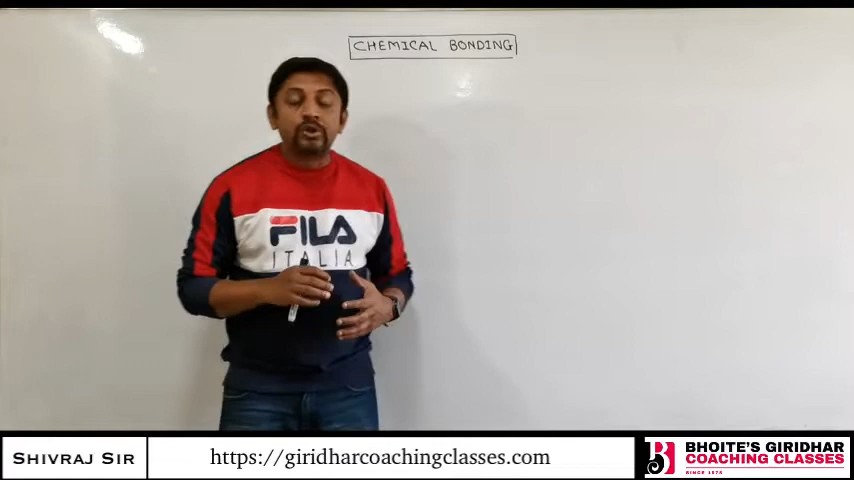 CHEMICAL BONDING
FILA
ITALIA
SHIVRAJ SIR
https://giridharcoachingclasses.com
BHOITE'S GIRIDHAR
COACHING CLASSES